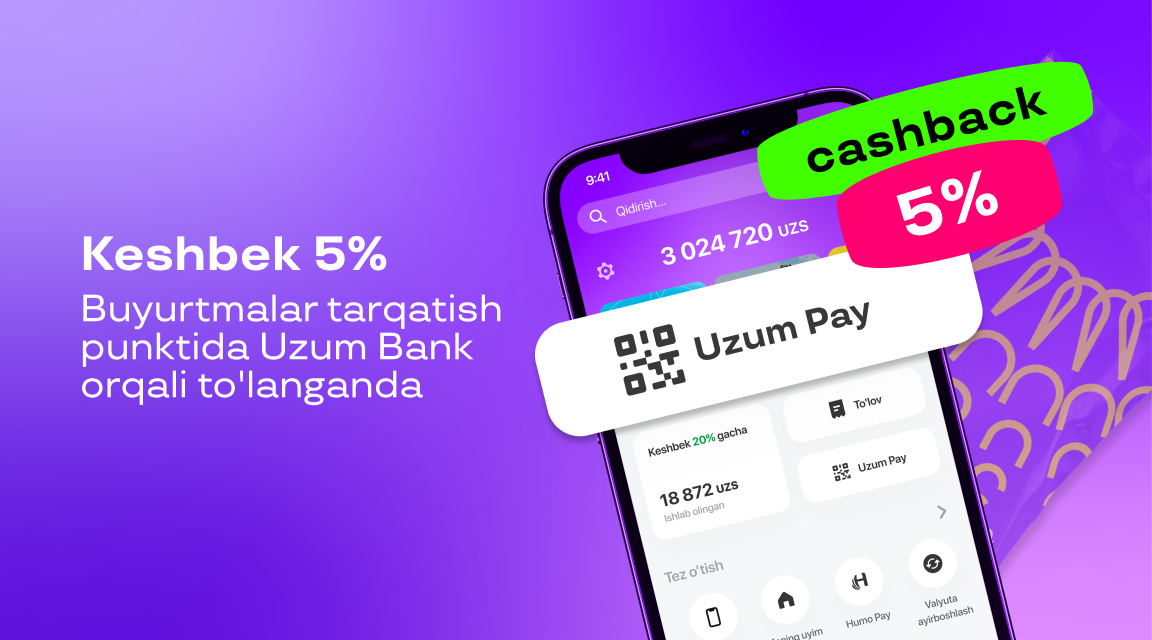 Keshbek 5%
Buyurtmalar tarqatish
punktida Uzum Bank
orqali to'langanda
cashback
5%
9:41
Qidirish...
3 024 720 UZS
Uzum Pay
Keshbek 20% gacha
18 872 UZS
Ishlab olingan
To'lov
Uzum Pay
Tez o'tish
uyim
Humo Pay
Valyuta
ayirboshlash